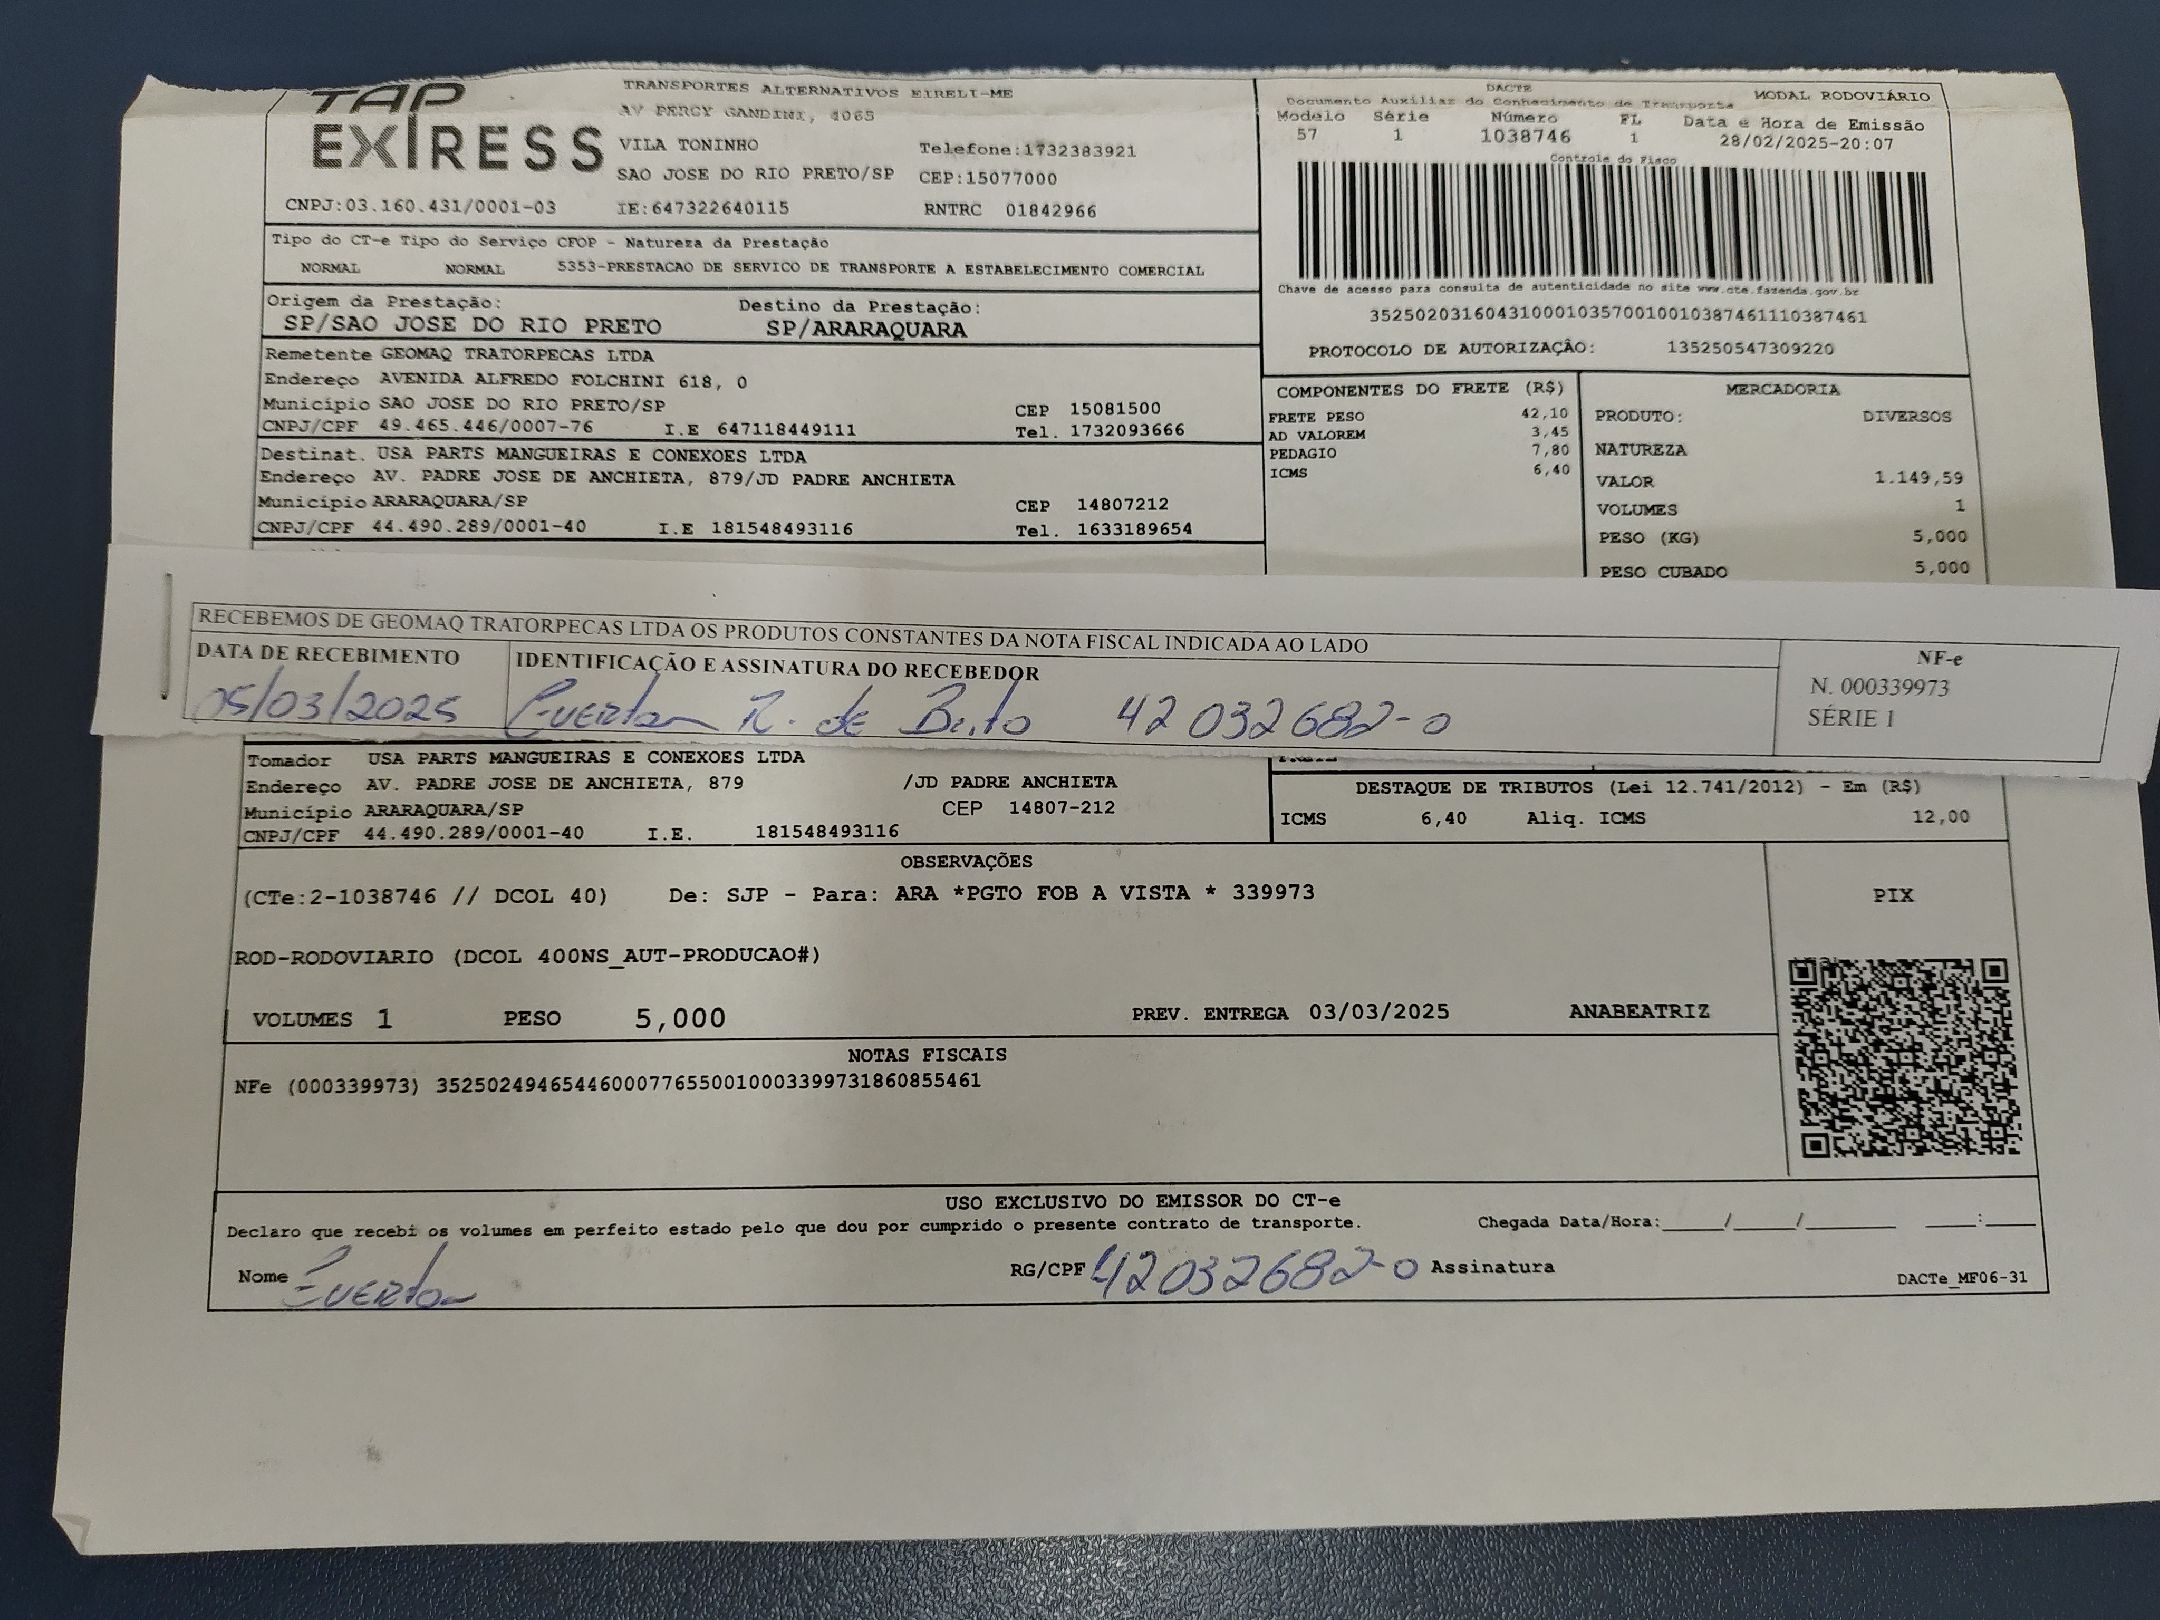 TAP
EXPRESS
TRANSPORTES ALTERNATIVOS EIRELI-ME
AV PERCY GANDINI, 4065
VILA TONINHO
Telefone:1732383921
SAO JOSE DO RIO PRETO/SP CEP:15077000
CNPJ:03.160.431/0001-03 IE:647322640115 RNTRC 01842966
DACTE
MODAL RODOVIÁRIO
Documento Auxiliar do Conhecimento de Transporte
Modelo Série Número FL Data e Hora de Emissão
57 1 1038746 1 28/02/2025-20:07
Controle do Fisco
Chave de acesso para consulta de autenticidade no site www.cte.fazenda.gov.br
35250203160431000103570010010387461110387461
PROTOCOLO DE AUTORIZAÇÃO: 135250547309220
Tipo do CT-e Tipo do Serviço CFOP - Natureza da Prestação
NORMAL NORMAL 5353-PRESTACAO DE SERVICO DE TRANSPORTE A ESTABELECIMENTO COMERCIAL
Origem da Prestação: Destino da Prestação:
SP/SAO JOSE DO RIO PRETO SP/ARARAQUARA
Remetente GEOMAQ TRATORPECAS LTDA
Endereço AVENIDA ALFREDO FOLCHINI 618, 0
Município SAO JOSE DO RIO PRETO/SP CEP 15081500
CNPJ/CPF 49.465.446/0007-76 I.E 647118449111 Tel. 1732093666
Destinat. USA PARTS MANGUEIRAS E CONEXOES LTDA
Endereço AV. PADRE JOSE DE ANCHIETA, 879/JD PADRE ANCHIETA
Município ARARAQUARA/SP CEP 14807212
CNPJ/CPF 44.490.289/0001-40 I.E 181548493116 Tel. 1633189654
COMPONENTES DO FRETE (R$)
FRETE PESO 42,10
AD VALOREM 3,45
PEDAGIO 7,80
ICMS 6,40
MERCADORIA
PRODUTO: DIVERSOS
NATUREZA
VALOR 1.149,59
VOLUMES 1
PESO (KG) 5,000
PESO CUBADO 5,000
RECEBEMOS DE GEOMAQ TRATORPECAS LTDA OS PRODUTOS CONSTANTES DA NOTA FISCAL INDICADA AO LADO
DATA DE RECEBIMENTO IDENTIFICAÇÃO E ASSINATURA DO RECEBEDOR
05/03/2025 Everton R. de Brito 42032682-0
NF-e
N. 000339973
SÉRIE 1
Tomador USA PARTS MANGUEIRAS E CONEXOES LTDA
Endereço AV. PADRE JOSE DE ANCHIETA, 879 /JD PADRE ANCHIETA
Município ARARAQUARA/SP CEP 14807-212
CNPJ/CPF 44.490.289/0001-40 I.E. 181548493116
DESTAQUE DE TRIBUTOS (Lei 12.741/2012) - Em (R$)
ICMS 6,40 Aliq. ICMS 12,00
OBSERVAÇÕES
(CTe:2-1038746 // DCOL 40) De: SJP - Para: ARA *PGTO FOB A VISTA * 339973
ROD-RODOVIARIO (DCOL 400NS_AUT-PRODUCAO#)
VOLUMES 1 PESO 5,000 PREV. ENTREGA 03/03/2025 ANABEATRIZ
PIX
NOTAS FISCAIS
NFe (000339973) 35250249465446000776550010003399731860855461
USO EXCLUSIVO DO EMISSOR DO CT-e
Declaro que recebi os volumes em perfeito estado pelo que dou por cumprido o presente contrato de transporte. Chegada Data/Hora:_____/_____/_______ ____:____
Nome Everton RG/CPF 42032682-0 Assinatura
DACTe_MF06-31